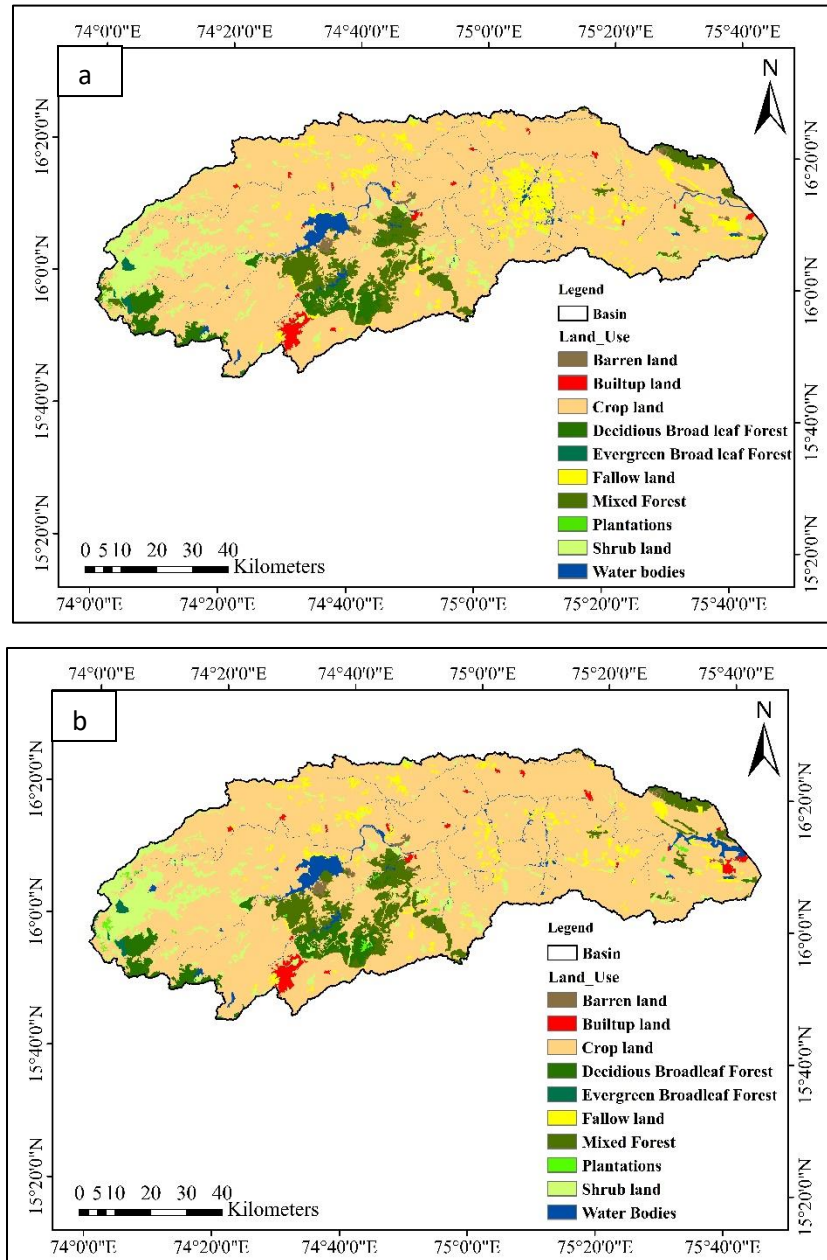 a
74°0'0"E 74°20'0"E 74°40'0"E 75°0'0"E 75°20'0"E 75°40'0"E
N
16°20'0"N
16°0'0"N
15°40'0"N
15°20'0"N
16°20'0"N
16°0'0"N
15°40'0"N
15°20'0"N
Legend
Basin
Land_Use
Barren land
Builtup land
Crop land
Decidious Broad leaf Forest
Evergreen Broad leaf Forest
Fallow land
Mixed Forest
Plantations
Shrub land
Water bodies
0 5 10 20 30 40
Kilometers
74°0'0"E 74°20'0"E 74°40'0"E 75°0'0"E 75°20'0"E 75°40'0"E
b
74°0'0"E 74°20'0"E 74°40'0"E 75°0'0"E 75°20'0"E 75°40'0"E
N
16°20'0"N
16°0'0"N
15°40'0"N
15°20'0"N
16°20'0"N
16°0'0"N
15°40'0"N
15°20'0"N
Legend
Basin
Land_Use
Barren land
Builtup land
Crop land
Decidious Broadleaf Forest
Evergreen Broadleaf Forest
Fallow land
Mixed Forest
Plantations
Shrub land
Water Bodies
0 5 10 20 30 40
Kilometers
74°0'0"E 74°20'0"E 74°40'0"E 75°0'0"E 75°20'0"E 75°40'0"E